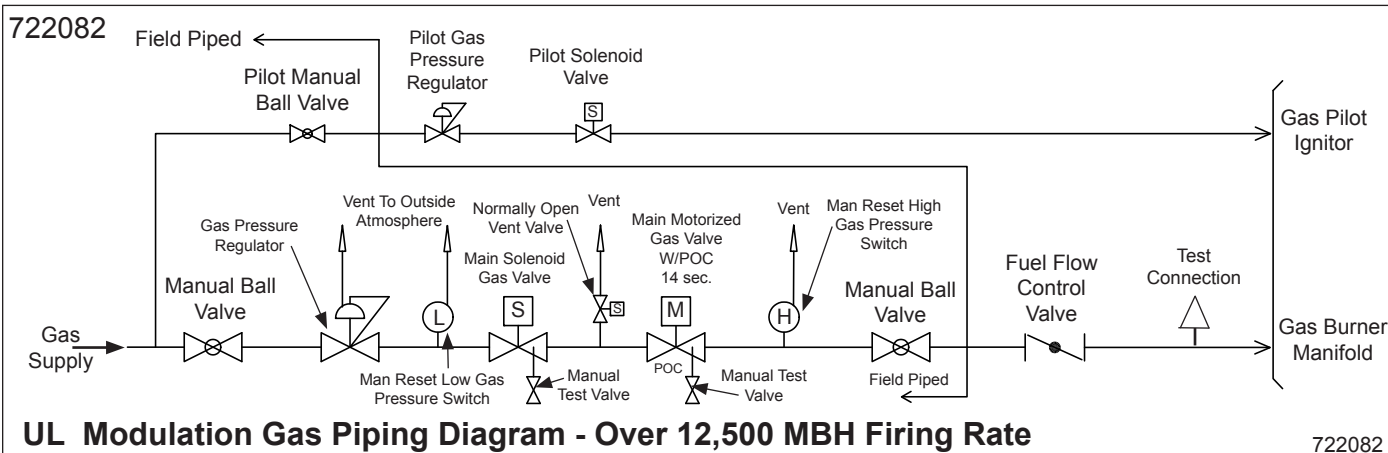 722082
Field Piped
Pilot Gas
Pressure
Regulator
Pilot Solenoid
Valve
Pilot Manual
Ball Valve
S
Gas Pilot
Ignitor
Gas Pressure
Regulator
Vent To Outside
Atmosphere
Normally Open
Vent Valve
Vent
Main Motorized
Gas Valve
W/POC
14 sec.
Vent
Man Reset High
Gas Pressure
Switch
Main Solenoid
Gas Valve
Manual Ball
Valve
Manual Ball
Valve
Fuel Flow
Control
Valve
Test
Connection
L
S
S
M
H
Gas
Supply
Gas Burner
Manifold
POC
Man Reset Low Gas
Pressure Switch
Manual
Test Valve
Manual Test
Valve
Field Piped
UL Modulation Gas Piping Diagram - Over 12,500 MBH Firing Rate
722082